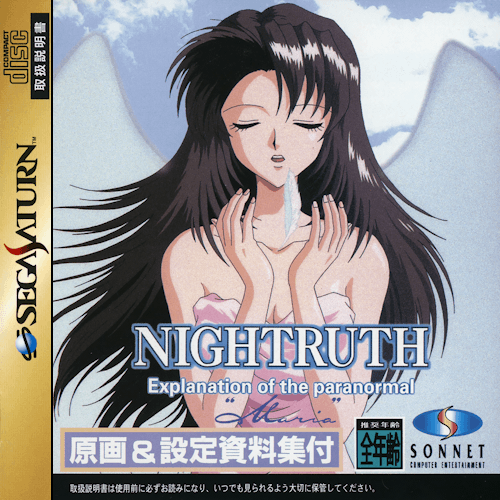 COMPACT
disc
取扱説明書
SEGA SATURN™
NIGHTRUTH
Explanation of the paranormal
"Maria"
原画&設定資料集付
推奨年齢
全年齢
SONNET
COMPUTER ENTERTAINMENT
取扱説明書は使用前に必ずお読みになり、いつでも見られるよう大切に保管してください。